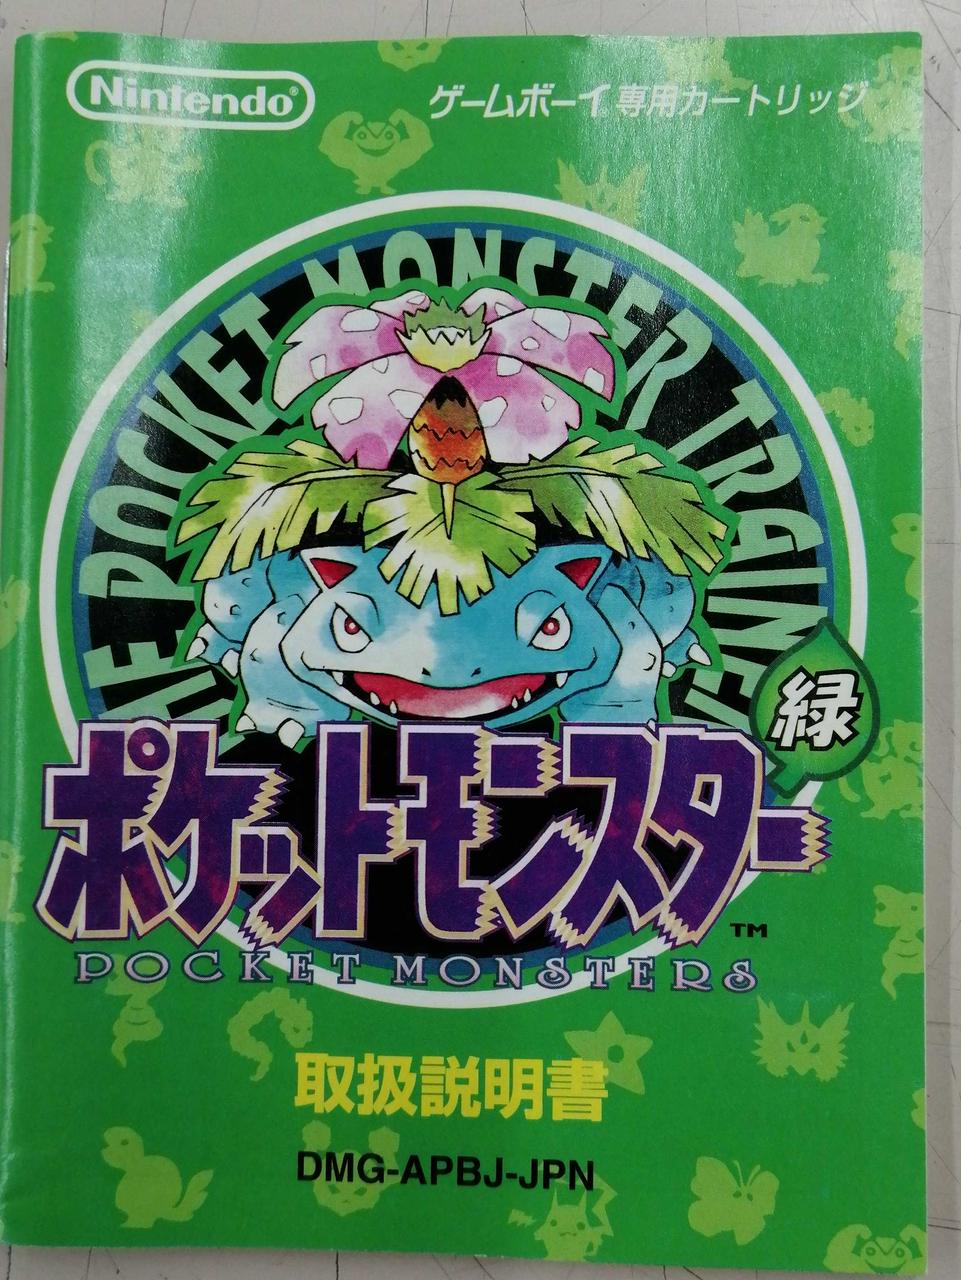 Nintendo®
ゲームボーイ専用カートリッジ
THE POCKET MONSTER TRAINER
緑
ポケットモンスター
TM
POCKET MONSTERS
取扱説明書
DMG-APBJ-JPN